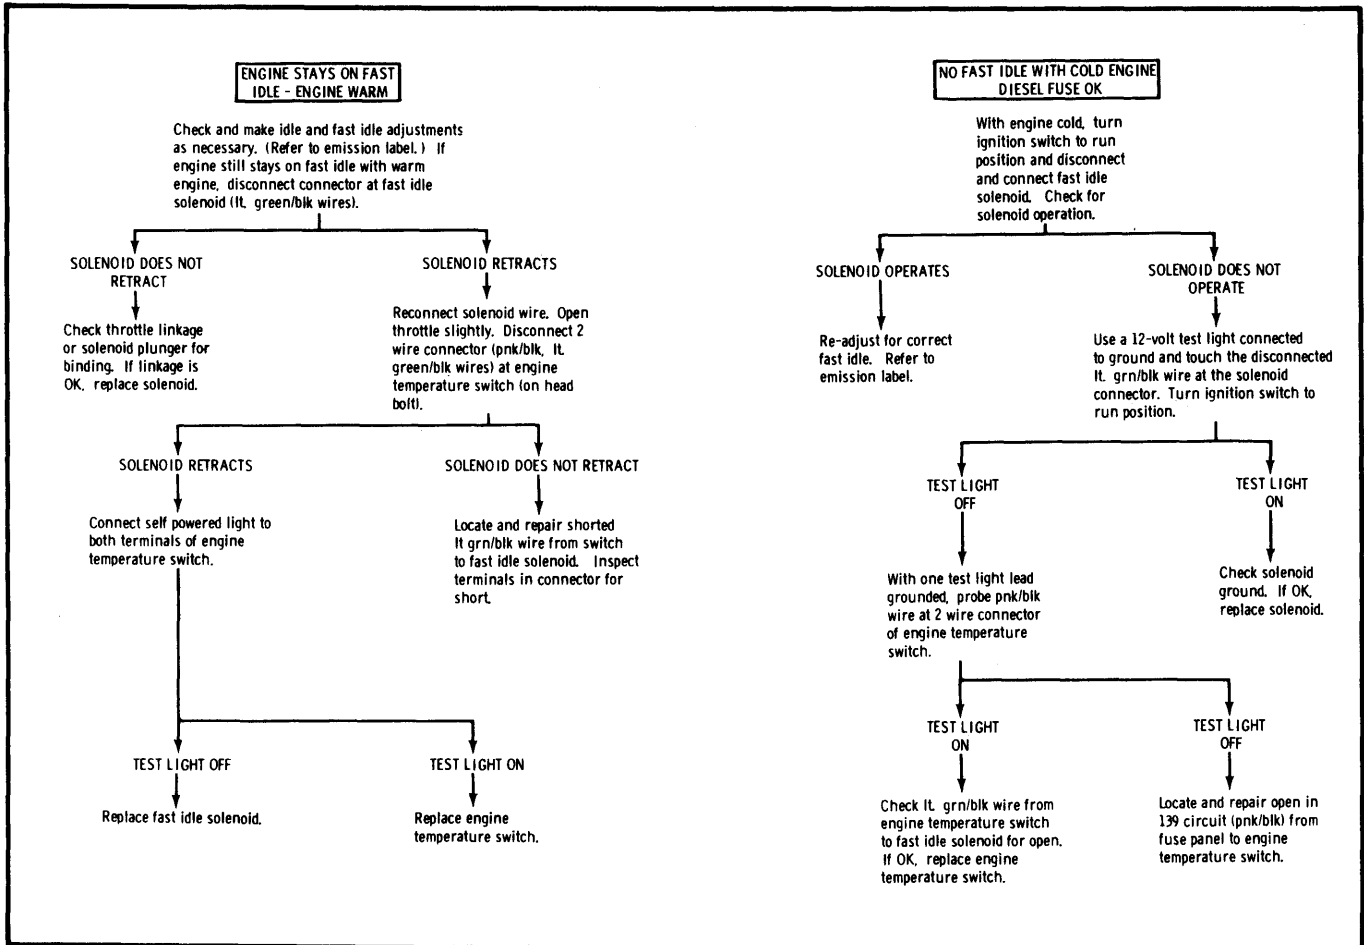 ENGINE STAYS ON FAST
IDLE - ENGINE WARM
Check and make idle and fast idle adjustments
as necessary. (Refer to emission label.) If
engine still stays on fast idle with warm
engine, disconnect connector at fast idle
solenoid (lt. green/blk wires).
SOLENOID DOES NOT
RETRACT
Check throttle linkage
or solenoid plunger for
binding. If linkage is
OK, replace solenoid.
SOLENOID RETRACTS
Reconnect solenoid wire. Open
throttle slightly. Disconnect 2
wire connector (pnk/blk, lt.
green/blk wires) at engine
temperature switch (on head
bolt).
SOLENOID RETRACTS
Connect self powered light to
both terminals of engine
temperature switch.
SOLENOID DOES NOT RETRACT
Locate and repair shorted
lt grn/blk wire from switch
to fast idle solenoid. Inspect
terminals in connector for
short.
TEST LIGHT OFF
Replace fast idle solenoid.
TEST LIGHT ON
Replace engine
temperature switch.
NO FAST IDLE WITH COLD ENGINE
DIESEL FUSE OK
With engine cold, turn
ignition switch to run
position and disconnect
and connect fast idle
solenoid. Check for
solenoid operation.
SOLENOID OPERATES
Re-adjust for correct
fast idle. Refer to
emission label.
SOLENOID DOES NOT
OPERATE
Use a 12-volt test light connected
to ground and touch the disconnected
lt. grn/blk wire at the solenoid
connector. Turn ignition switch to
run position.
TEST LIGHT
OFF
With one test light lead
grounded, probe pnk/blk
wire at 2 wire connector
of engine temperature
switch.
TEST LIGHT
ON
Check solenoid
ground. If OK,
replace solenoid.
TEST LIGHT
ON
Check lt. grn/blk wire from
engine temperature switch
to fast idle solenoid for open.
If OK, replace engine
temperature switch.
TEST LIGHT
OFF
Locate and repair open in
139 circuit (pnk/blk) from
fuse panel to engine
temperature switch.